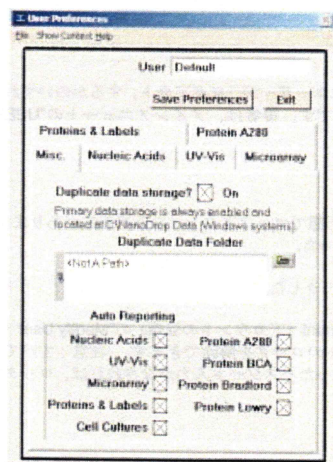 User Preferences
File Show Context Help
User Default
Save Preferences Exit
Proteins & Labels Protein A280
Misc. Nucleic Acids UV-Vis Microarray
Duplicate data storage? On
Primary data storage is always enabled and
located at C:\NanoDrop Data (Windows systems).
Duplicate Data Folder
<Not A Path>
Auto Reporting
Nucleic Acids Protein A280
UV-Vis Protein BCA
Microarray Protein Bradford
Proteins & Labels Protein Lowry
Cell Cultures